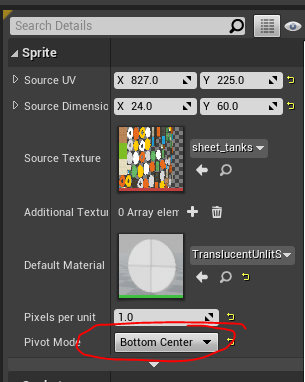 Search Details
Sprite
Source UV X 827.0 Y 225.0
Source Dimensio X 24.0 Y 60.0
Source Texture sheet_tanks
Additional Textur 0 Array elem
Default Material TranslucentUnlitS
Pixels per unit 1.0
Pivot Mode Bottom Center